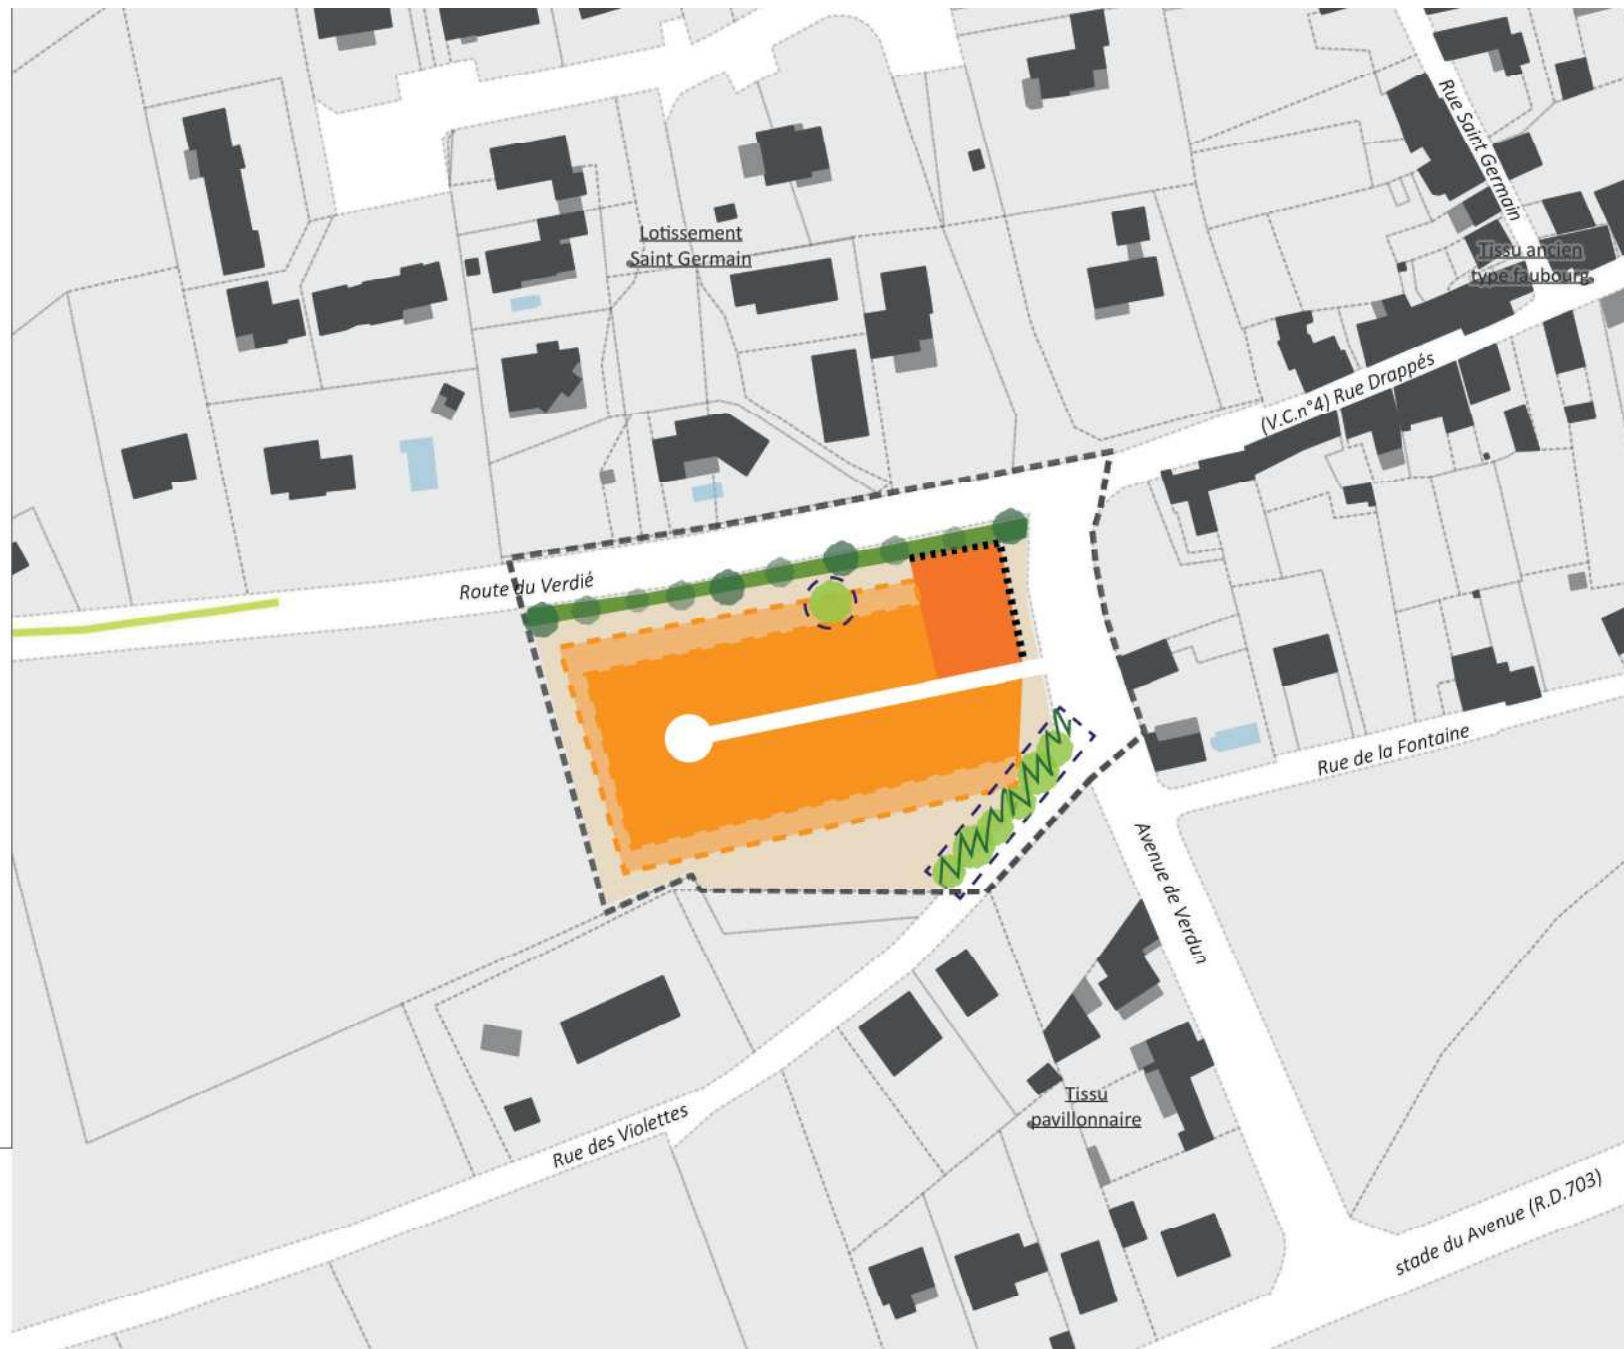 Rue Saint Germain
Lotissement
Saint Germain
Tissu ancien
type faubourg
(V.C.n°4) Rue Drappés
Route du Verdié
Rue de la Fontaine
Avenue de Verdun
Tissu
pavillonnaire
Rue des Violettes
stade du Avenue (R.D.703)